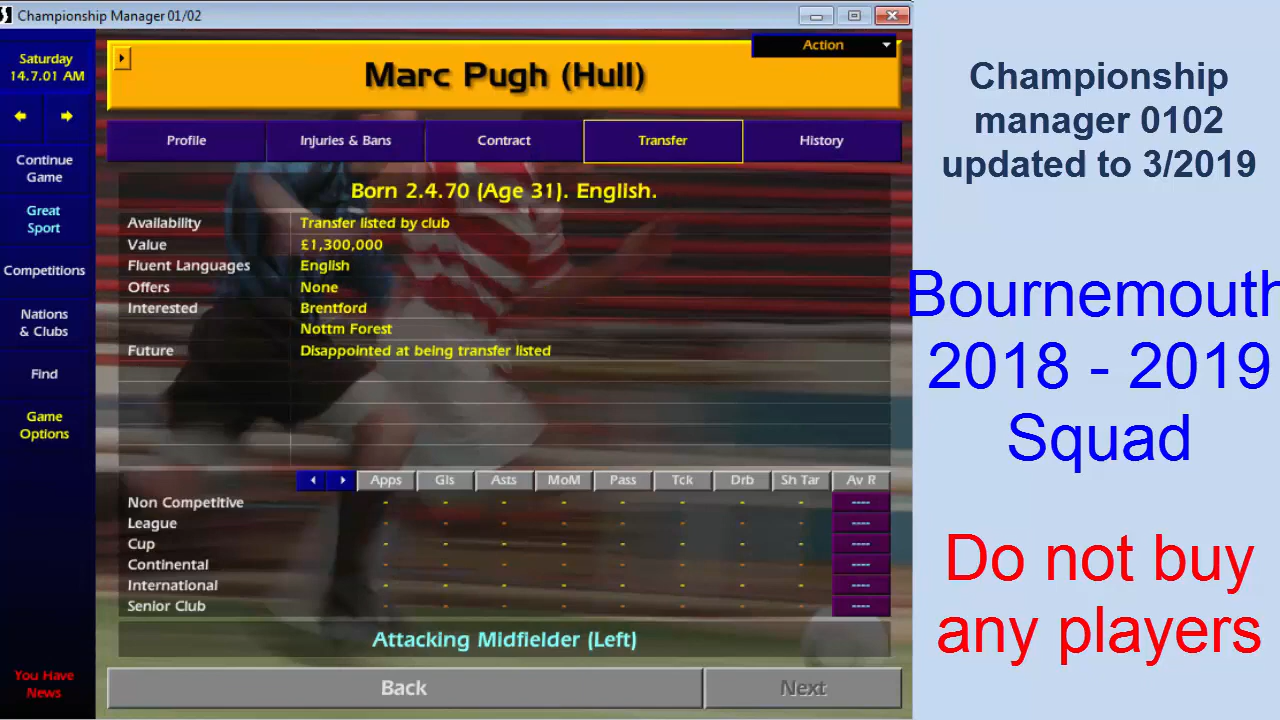 Championship Manager 01/02
Saturday
14.7.01 AM
Continue
Game
Great
Sport
Competitions
Nations
& Clubs
Find
Game
Options
You Have
News
Action
Marc Pugh (Hull)
Profile Injuries & Bans Contract Transfer History
Born 2.4.70 (Age 31). English.
Availability Transfer listed by club
Value £1,300,000
Fluent Languages English
Offers None
Interested Brentford
Nottm Forest
Future Disappointed at being transfer listed
Apps Gls Asts MoM Pass Tck Drb Sh Tar Av R
Non Competitive - - - - - - - - ----
League - - - - - - - - ----
Cup - - - - - - - - ----
Continental - - - - - - - - ----
International - - - - - - - - ----
Senior Club - - - - - - - - ----
Attacking Midfielder (Left)
Back Next
Championship
manager 0102
updated to 3/2019
Bournemouth
2018 - 2019
Squad
Do not buy
any players